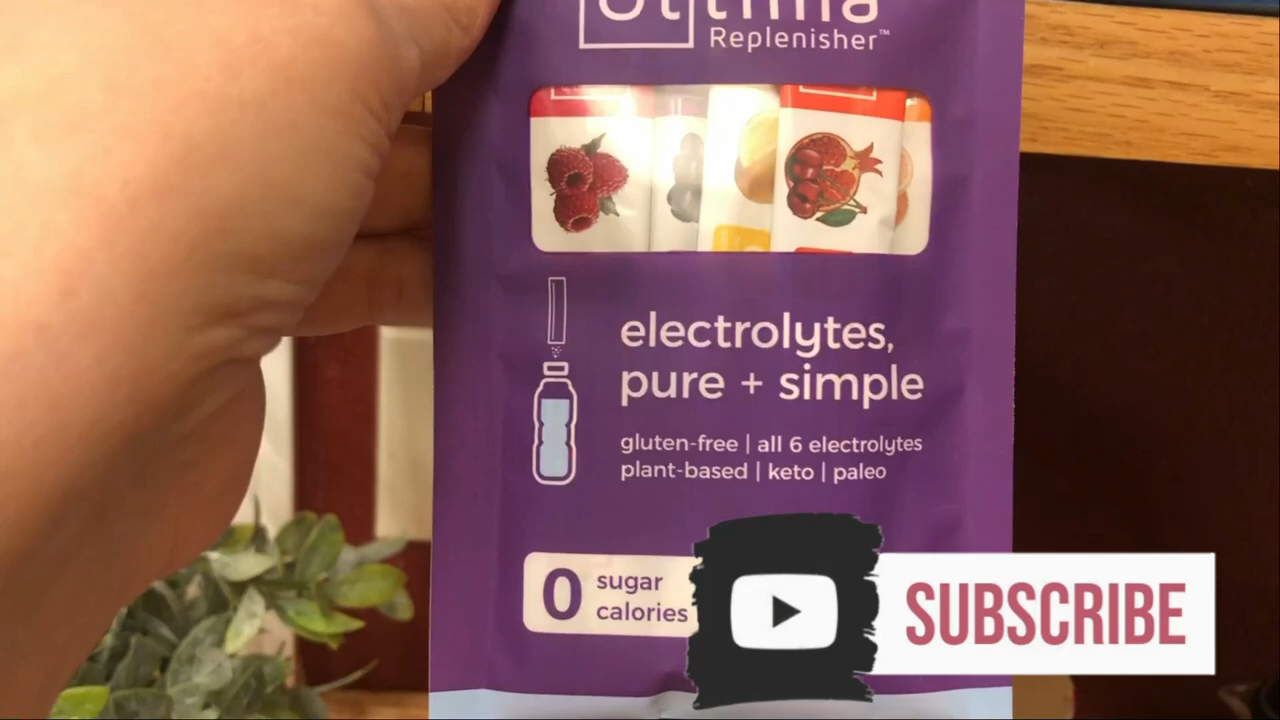 Replenisher™
electrolytes,
pure + simple
gluten-free | all 6 electrolytes
plant-based | keto | paleo
0 sugar
calories
SUBSCRIBE